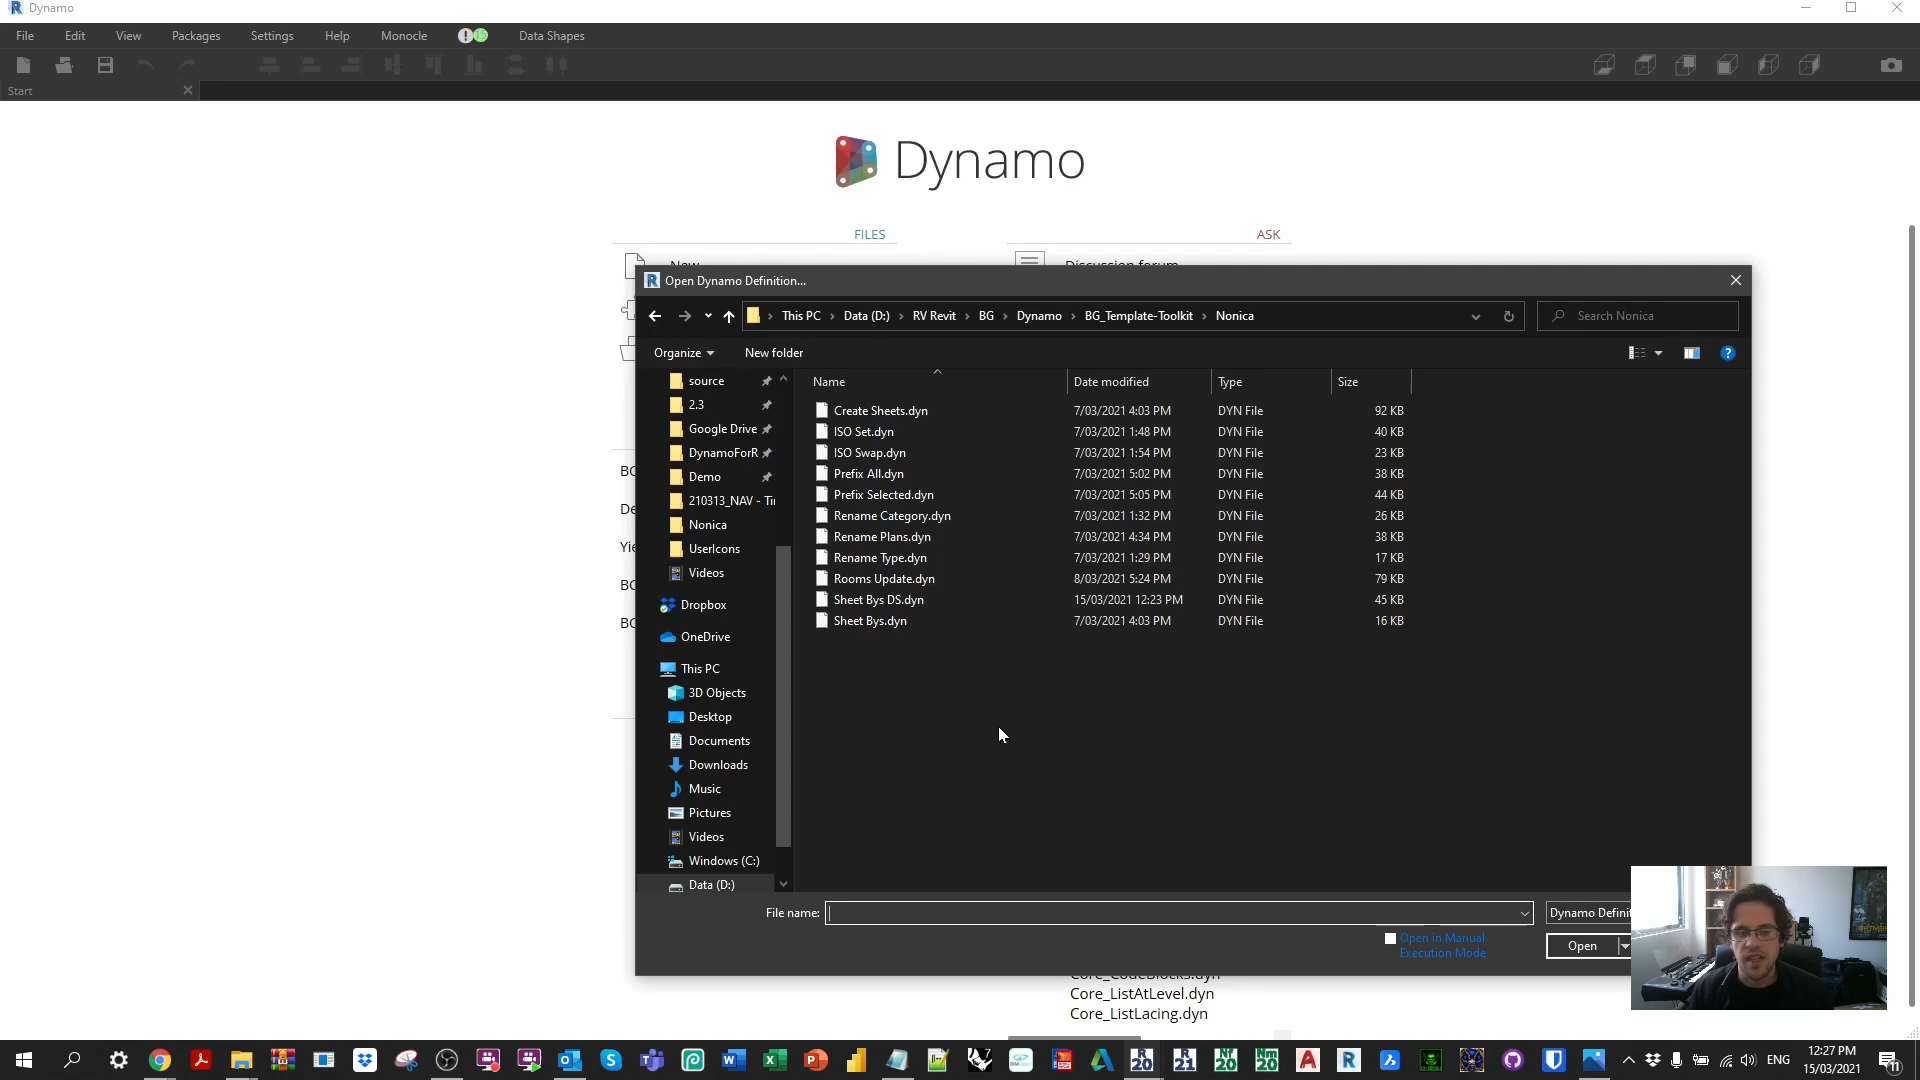 Dynamo
File Edit View Packages Settings Help Monocle Data Shapes
Start
Dynamo
FILES ASK
Open Dynamo Definition...
This PC > Data (D:) > RV Revit > BG > Dynamo > BG_Template-Toolkit > Nonica
Search Nonica
Organize New folder
Name Date modified Type Size
source
2.3
Google Drive
DynamoForR
Demo
210313_NAV - Ti
Nonica
UserIcons
Videos
Dropbox
OneDrive
This PC
3D Objects
Desktop
Documents
Downloads
Music
Pictures
Videos
Windows (C:)
Data (D:)
Create Sheets.dyn 7/03/2021 4:03 PM DYN File 92 KB
ISO Set.dyn 7/03/2021 1:48 PM DYN File 40 KB
ISO Swap.dyn 7/03/2021 1:54 PM DYN File 23 KB
Prefix All.dyn 7/03/2021 5:02 PM DYN File 38 KB
Prefix Selected.dyn 7/03/2021 5:05 PM DYN File 44 KB
Rename Category.dyn 7/03/2021 1:32 PM DYN File 26 KB
Rename Plans.dyn 7/03/2021 4:34 PM DYN File 38 KB
Rename Type.dyn 7/03/2021 1:29 PM DYN File 17 KB
Rooms Update.dyn 8/03/2021 5:24 PM DYN File 79 KB
Sheet Bys DS.dyn 15/03/2021 12:23 PM DYN File 45 KB
Sheet Bys.dyn 7/03/2021 4:03 PM DYN File 16 KB
File name:
Dynamo Definit
Open in Manual
Execution Mode
Open
Core_CodeBlocks.dyn
Core_ListAtLevel.dyn
Core_ListLacing.dyn
ENG
12:27 PM
15/03/2021